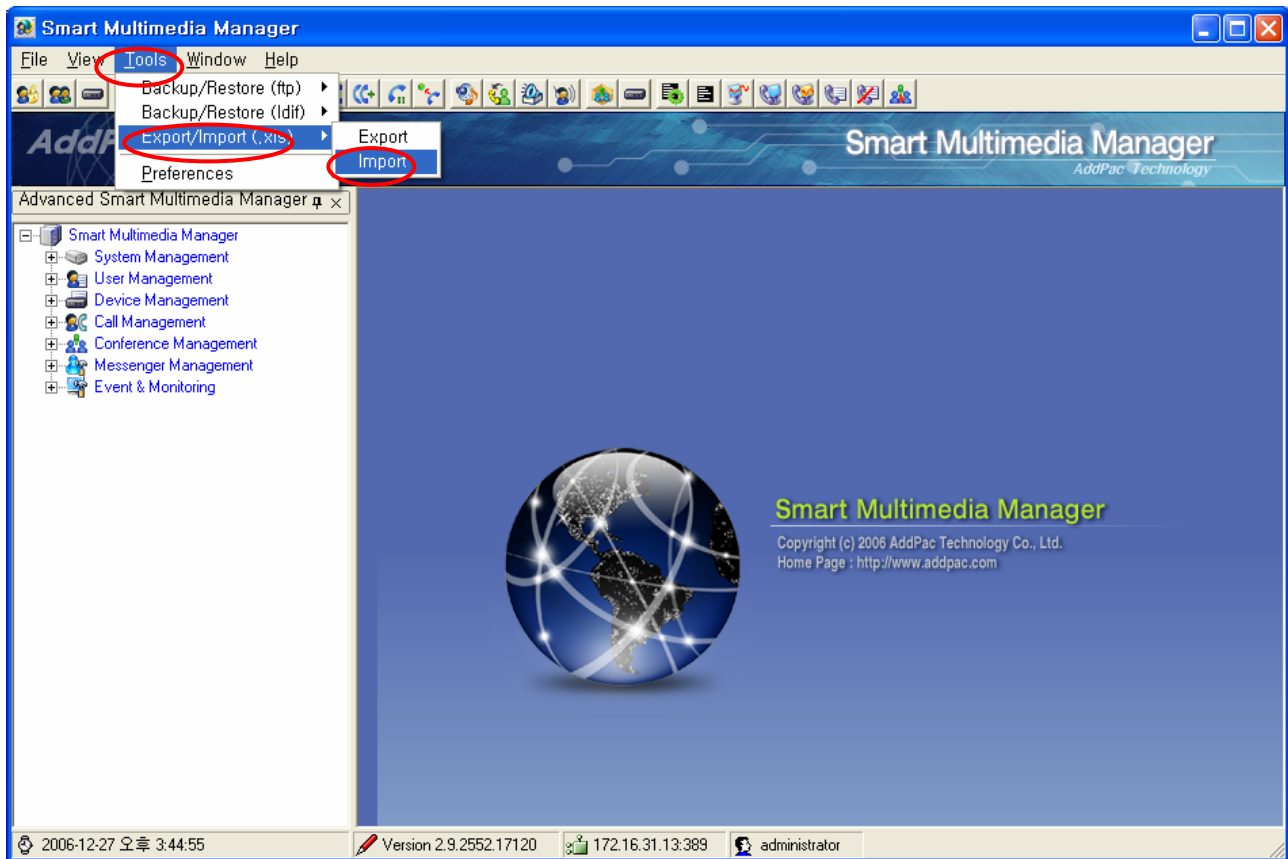 Smart Multimedia Manager
File View Tools Window Help
Backup/Restore (ftp)
Backup/Restore (ldif)
Export/Import (.xls)
Preferences
Export
Import
Smart Multimedia Manager
AddPac Technology
Advanced Smart Multimedia Manager
Smart Multimedia Manager
System Management
User Management
Device Management
Call Management
Conference Management
Messenger Management
Event & Monitoring
Smart Multimedia Manager
Copyright (c) 2006 AddPac Technology Co., Ltd.
Home Page : http://www.addpac.com
2006-12-27 오후 3:44:55
Version 2.9.2552.17120
172.16.31.13:389
administrator